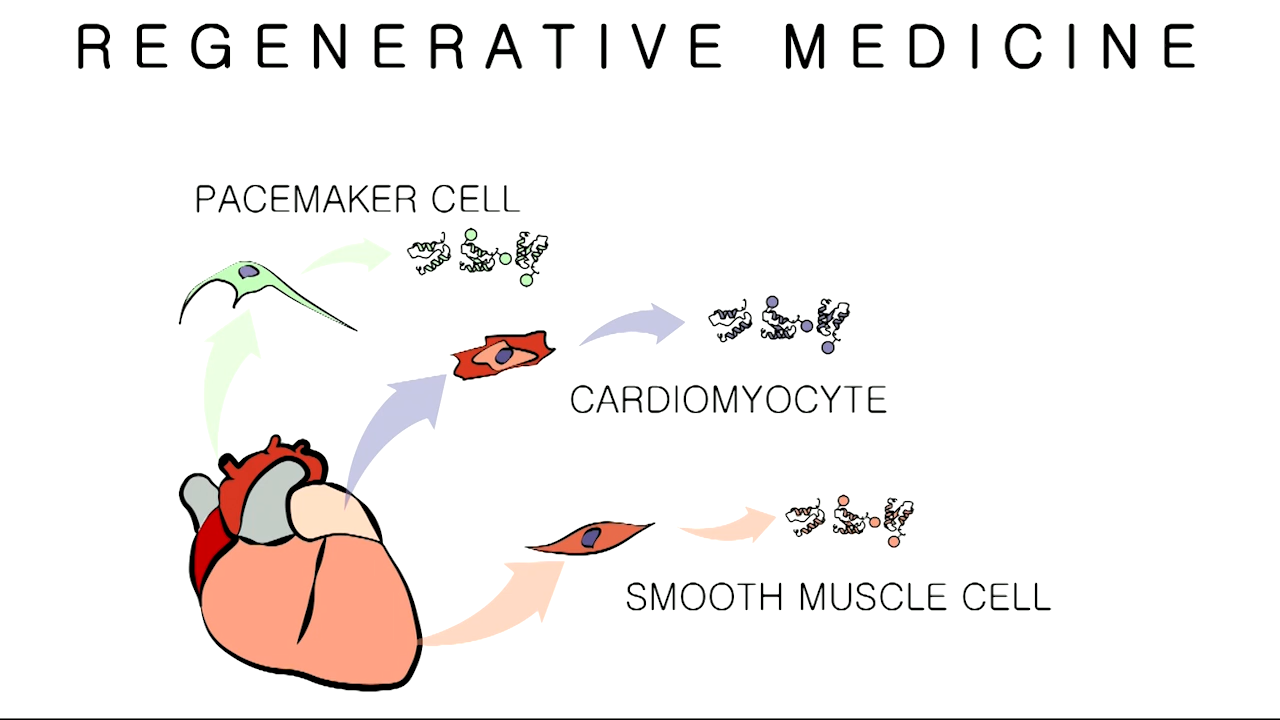 REGENERATIVE MEDICINE
PACEMAKER CELL
CARDIOMYOCYTE
SMOOTH MUSCLE CELL